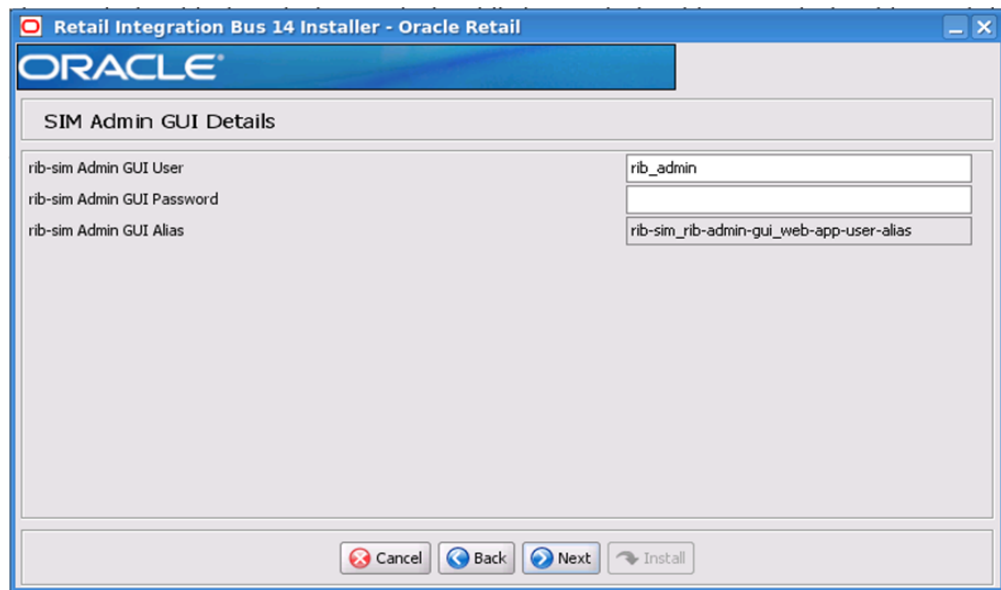 Retail Integration Bus 14 Installer - Oracle Retail
ORACLE®
SIM Admin GUI Details
rib-sim Admin GUI User rib_admin
rib-sim Admin GUI Password
rib-sim Admin GUI Alias rib-sim_rib-admin-gui_web-app-user-alias
Cancel Back Next Install